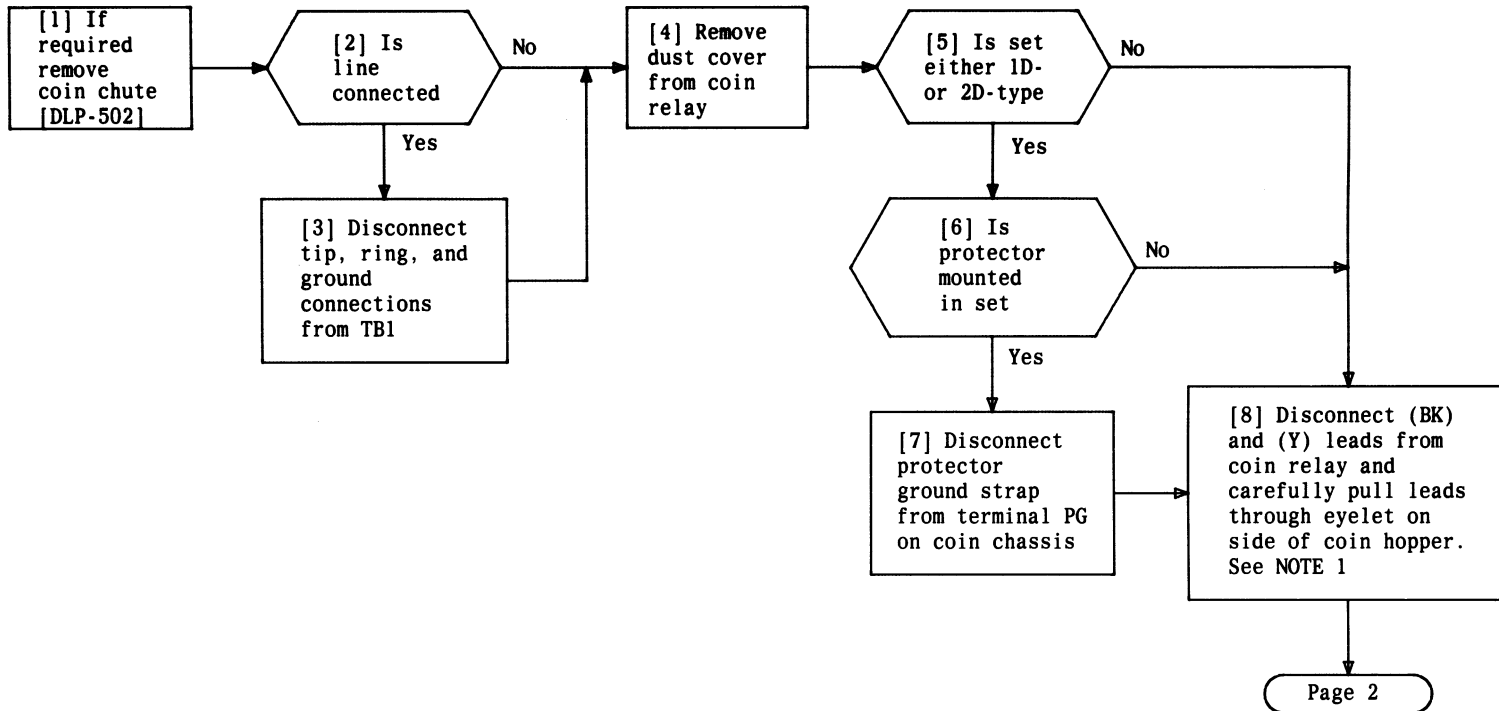 [1] If
required
remove
coin chute
[DLP-502]
[2] Is
line
connected
No
Yes
[3] Disconnect
tip, ring, and
ground
connections
from TB1
[4] Remove
dust cover
from coin
relay
[5] Is set
either 1D-
or 2D-type
No
Yes
[6] Is
protector
mounted
in set
No
Yes
[7] Disconnect
protector
ground strap
from terminal PG
on coin chassis
[8] Disconnect (BK)
and (Y) leads from
coin relay and
carefully pull leads
through eyelet on
side of coin hopper.
See NOTE 1
Page 2